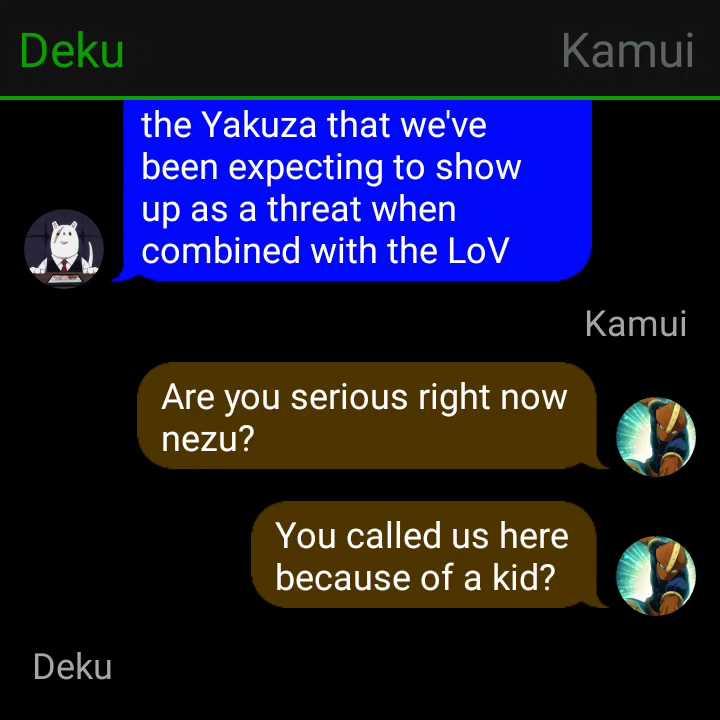 Deku Kamui
the Yakuza that we've
been expecting to show
up as a threat when
combined with the LoV
Kamui
Are you serious right now
nezu?
You called us here
because of a kid?
Deku